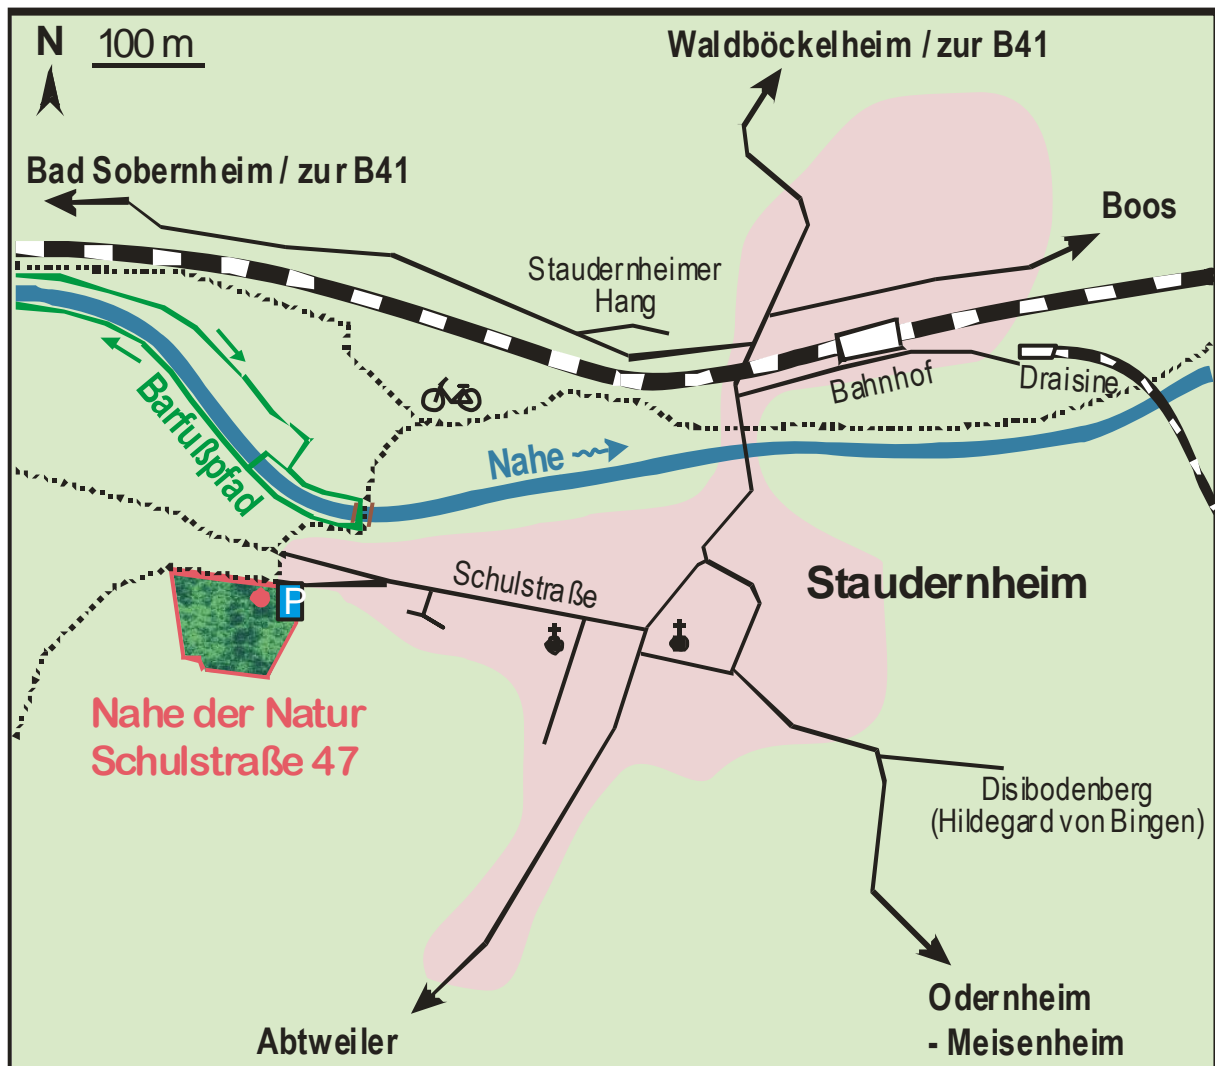 N
100 m
Waldböckelheim / zur B41
Bad Sobernheim / zur B41
Boos
Staudernheimer
Hang
Bahnhof
Draisine
Barfußpfad
Nahe
Schulstraße
Staudernheim
P
Nahe der Natur
Schulstraße 47
Disibodenberg
(Hildegard von Bingen)
Odernheim
- Meisenheim
Abtweiler